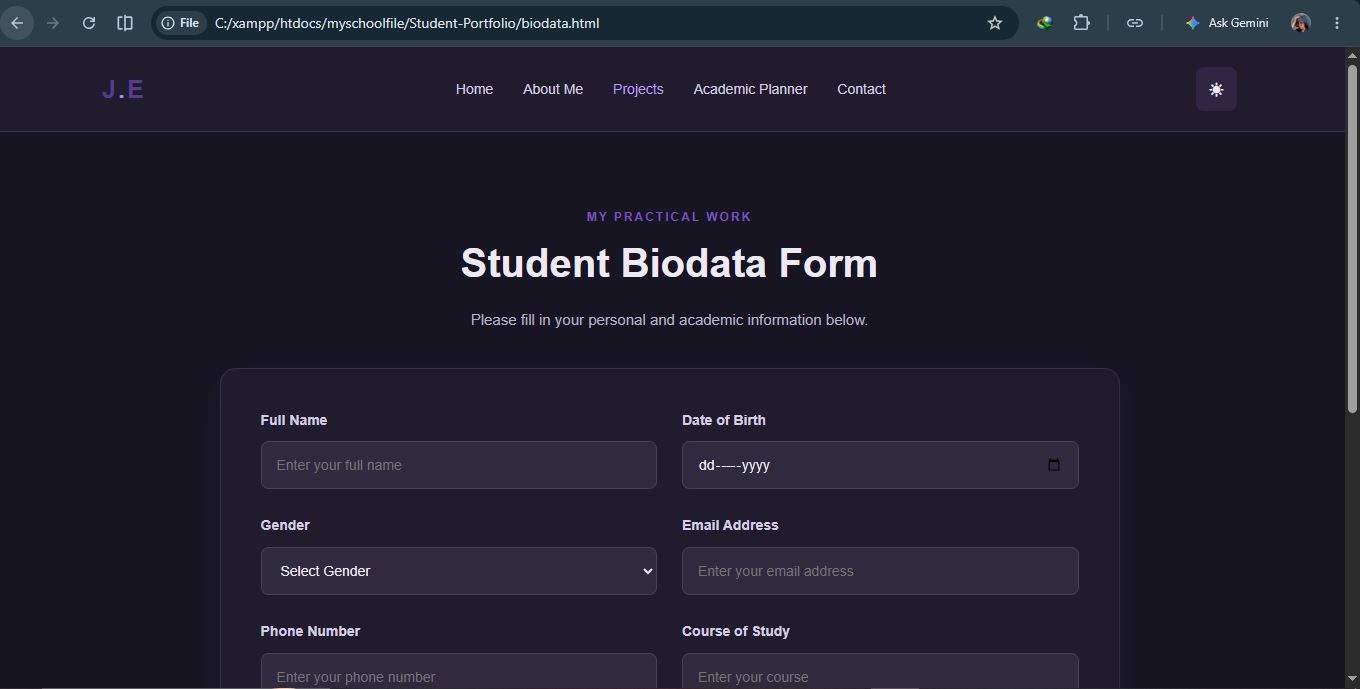 File C:/xampp/htdocs/myschoolfile/Student-Portfolio/biodata.html Ask Gemini
J.E Home About Me Projects Academic Planner Contact
MY PRACTICAL WORK
Student Biodata Form
Please fill in your personal and academic information below.
Full Name Date of Birth
Enter your full name dd-----yyyy
Gender Email Address
Select Gender Enter your email address
Phone Number Course of Study
Enter your phone number Enter your course